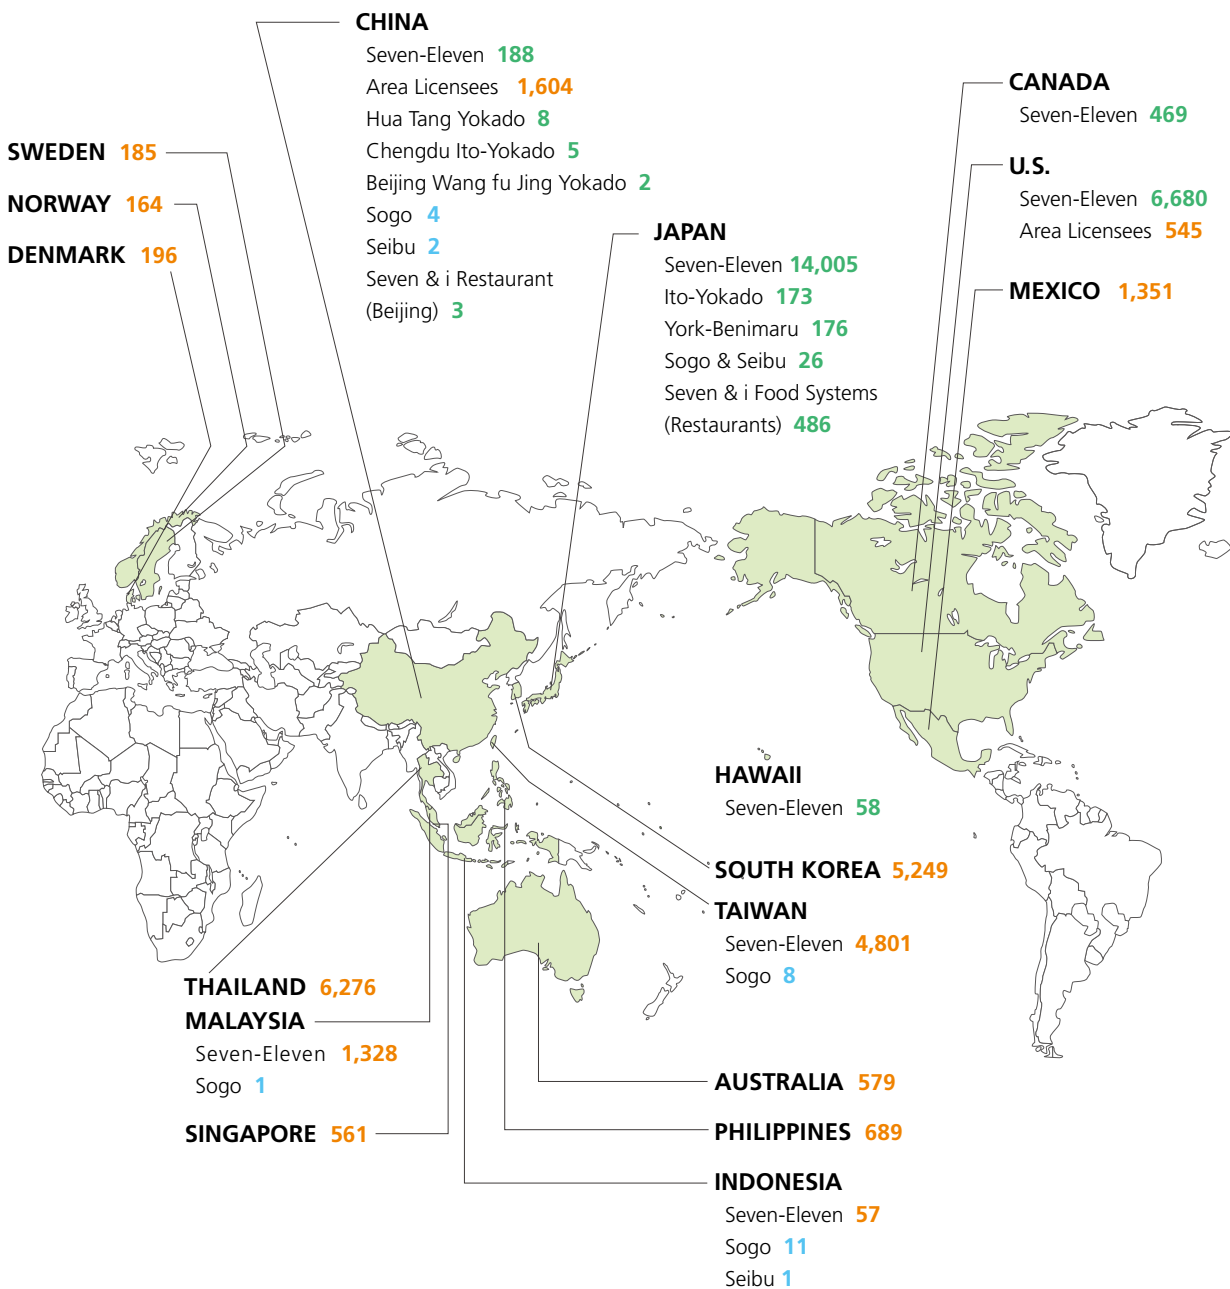 CHINA
Seven-Eleven 188
Area Licensees 1,604
Hua Tang Yokado 8
Chengdu Ito-Yokado 5
Beijing Wang fu Jing Yokado 2
Sogo 4
Seibu 2
Seven & i Restaurant
(Beijing) 3
SWEDEN 185
NORWAY 164
DENMARK 196
JAPAN
Seven-Eleven 14,005
Ito-Yokado 173
York-Benimaru 176
Sogo & Seibu 26
Seven & i Food Systems
(Restaurants) 486
CANADA
Seven-Eleven 469
U.S.
Seven-Eleven 6,680
Area Licensees 545
MEXICO 1,351
HAWAII
Seven-Eleven 58
SOUTH KOREA 5,249
TAIWAN
Seven-Eleven 4,801
Sogo 8
THAILAND 6,276
MALAYSIA
Seven-Eleven 1,328
Sogo 1
SINGAPORE 561
AUSTRALIA 579
PHILIPPINES 689
INDONESIA
Seven-Eleven 57
Sogo 11
Seibu 1